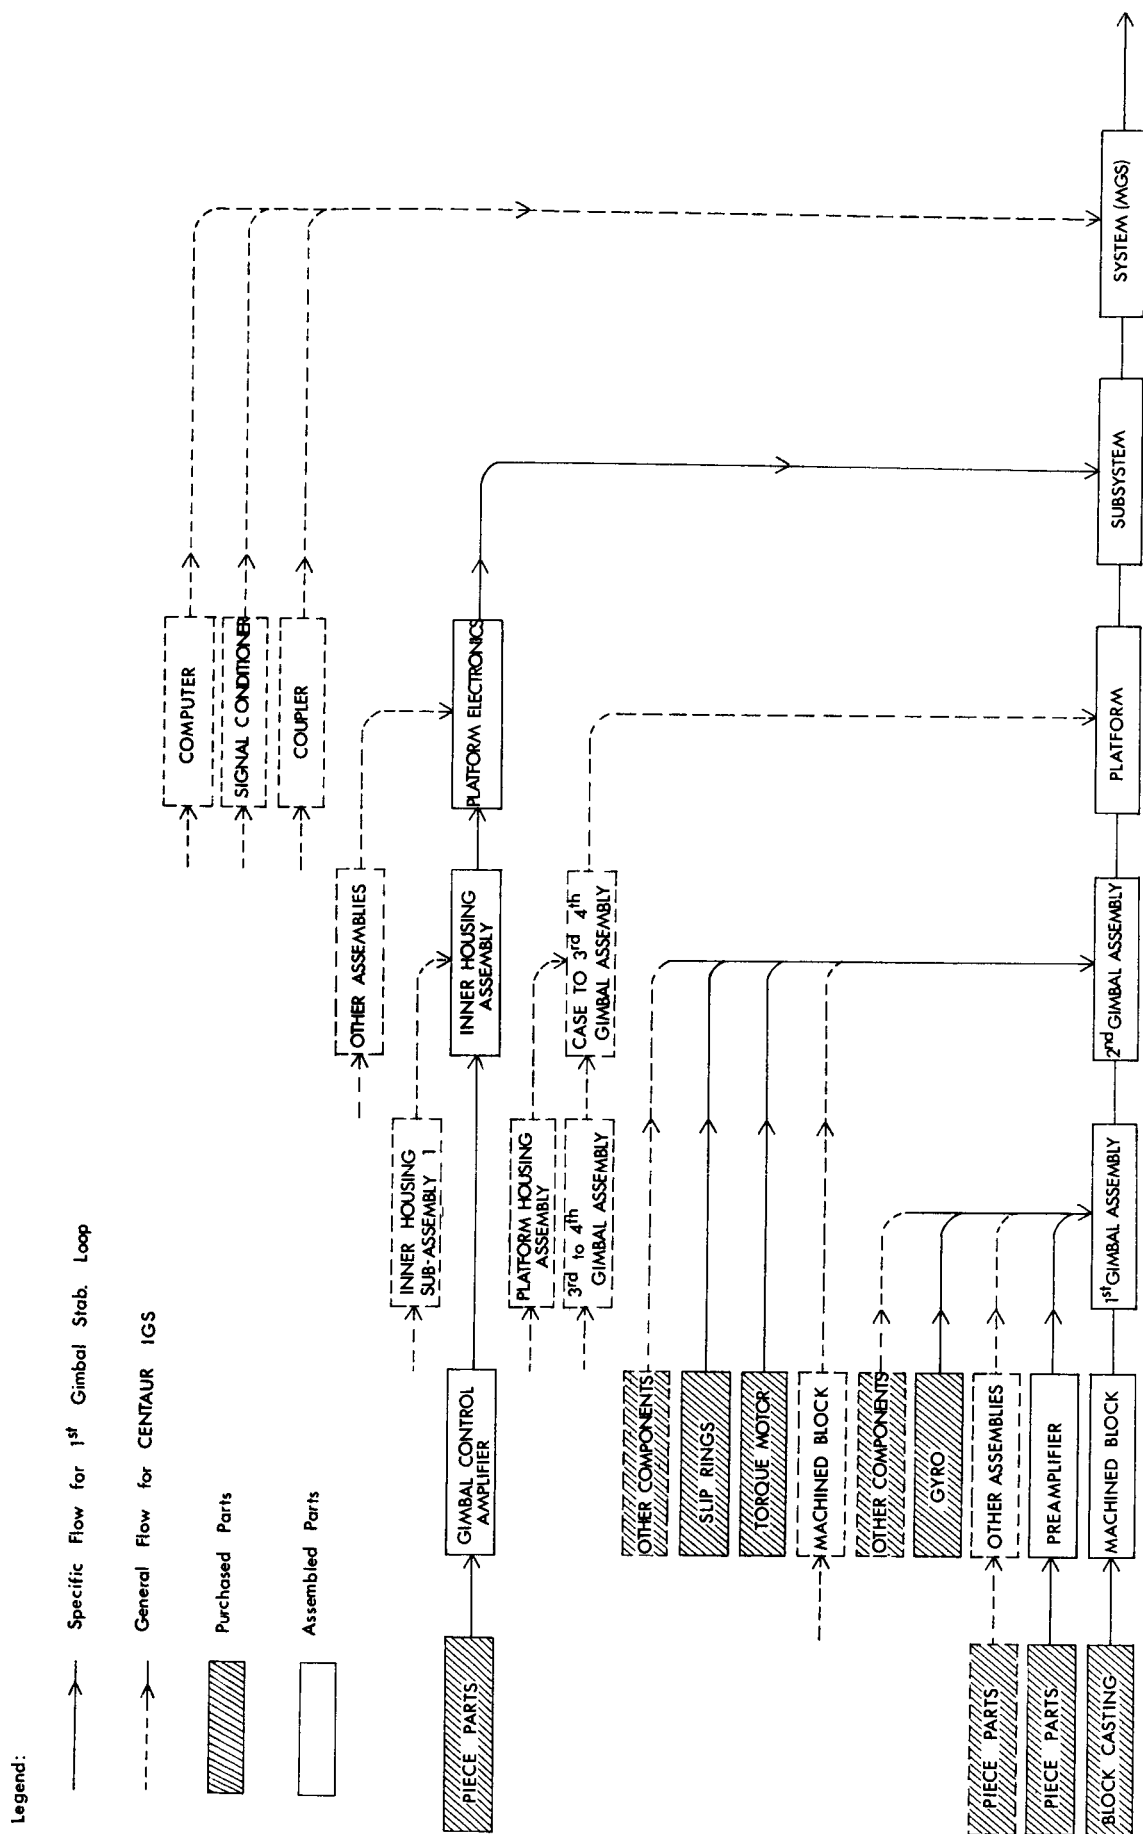 Legend:
Specific Flow for 1st Gimbal Stab. Loop
General Flow for CENTAUR IGS
Purchased Parts
Assembled Parts
COMPUTER
SIGNAL CONDITIONER
COUPLER
OTHER ASSEMBLIES
INNER HOUSING
SUB-ASSEMBLY 1
PIECE PARTS
GIMBAL CONTROL
AMPLIFIER
INNER HOUSING
ASSEMBLY
PLATFORM ELECTRONICS
PLATFORM HOUSING
ASSEMBLY
3rd to 4th
GIMBAL ASSEMBLY
CASE TO 3rd 4th
GIMBAL ASSEMBLY
OTHER COMPONENTS
SLIP RINGS
TORQUE MOTOR
MACHINED BLOCK
OTHER COMPONENTS
GYRO
PIECE PARTS
OTHER ASSEMBLIES
PIECE PARTS
PREAMPLIFIER
BLOCK CASTING
MACHINED BLOCK
1st GIMBAL ASSEMBLY
2nd GIMBAL ASSEMBLY
PLATFORM
SUBSYSTEM
SYSTEM (MGS)